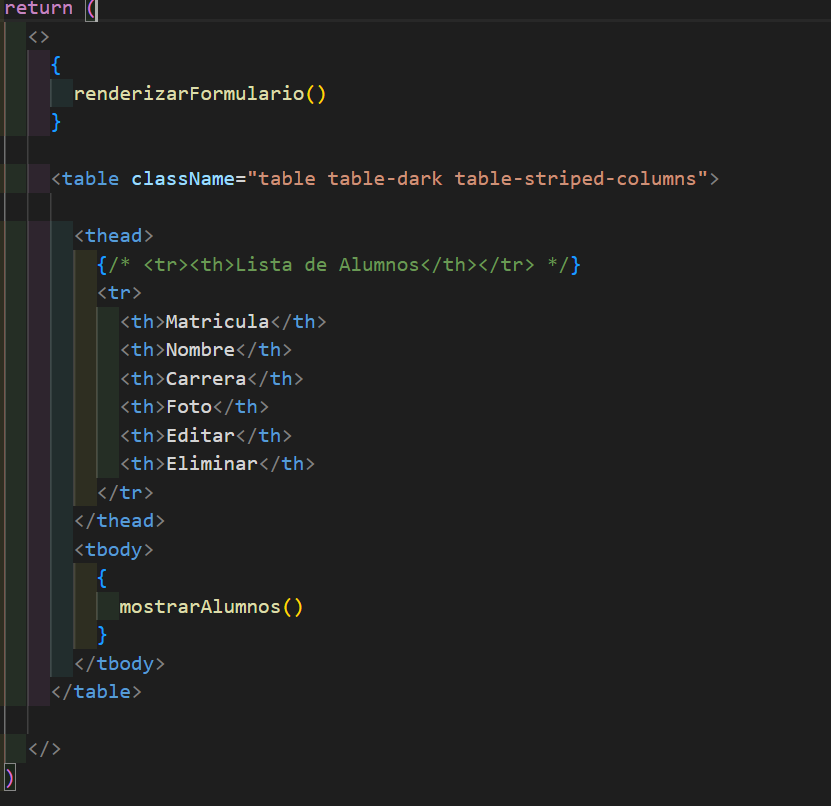 return (
<>
{
renderizarFormulario()
}
<table className="table table-dark table-striped-columns">
<thead>
{/* <tr><th>Lista de Alumnos</th></tr> */}
<tr>
<th>Matricula</th>
<th>Nombre</th>
<th>Carrera</th>
<th>Foto</th>
<th>Editar</th>
<th>Eliminar</th>
</tr>
</thead>
<tbody>
{
mostrarAlumnos()
}
</tbody>
</table>
</>
)